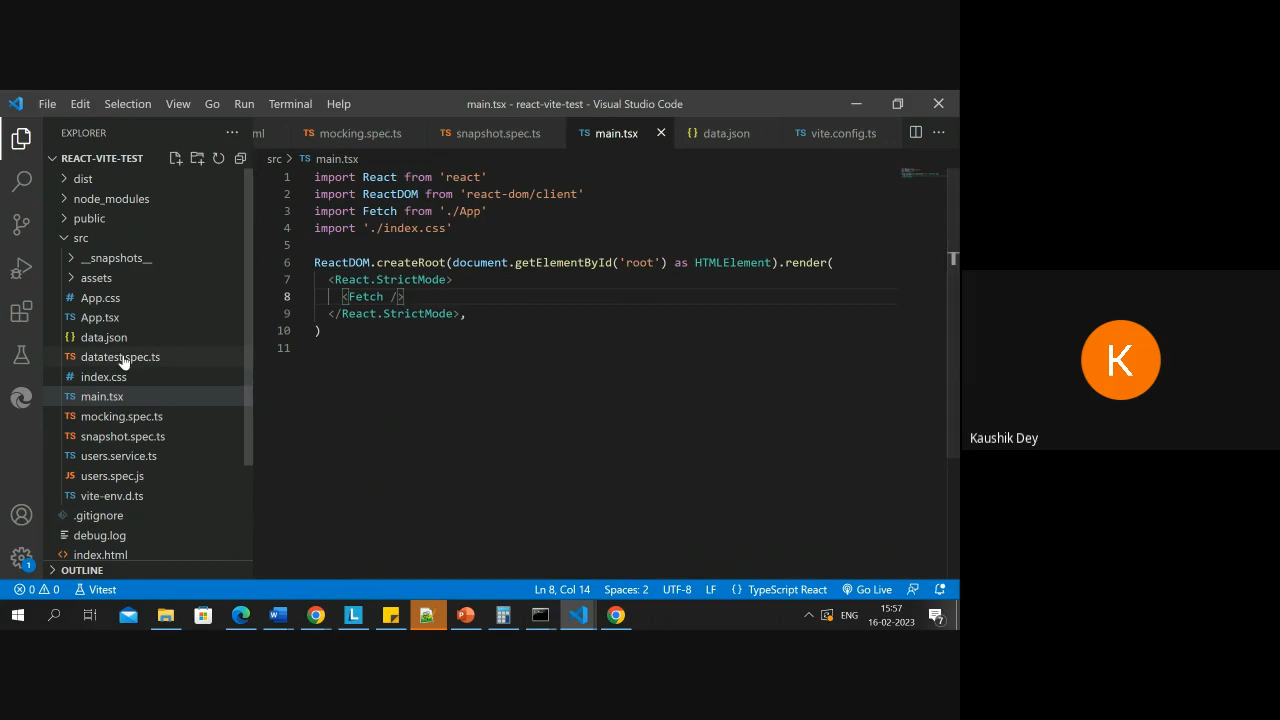 File Edit Selection View Go Run Terminal Help main.tsx - react-vite-test - Visual Studio Code
EXPLORER
REACT-VITE-TEST
dist
node_modules
public
src
__snapshots__
assets
App.css
App.tsx
data.json
datatest.spec.ts
index.css
main.tsx
mocking.spec.ts
snapshot.spec.ts
users.service.ts
users.spec.js
vite-env.d.ts
.gitignore
debug.log
index.html
OUTLINE
ml mocking.spec.ts snapshot.spec.ts main.tsx data.json vite.config.ts
src > main.tsx
1 import React from 'react'
2 import ReactDOM from 'react-dom/client'
3 import Fetch from './App'
4 import './index.css'
5
6 ReactDOM.createRoot(document.getElementById('root') as HTMLElement).render(
7 <React.StrictMode>
8 <Fetch />
9 </React.StrictMode>,
10 )
11
0 0 Vitest Ln 8, Col 14 Spaces: 2 UTF-8 LF {} TypeScript React Go Live
ENG 15:57
16-02-2023
7
1
K
Kaushik Dey